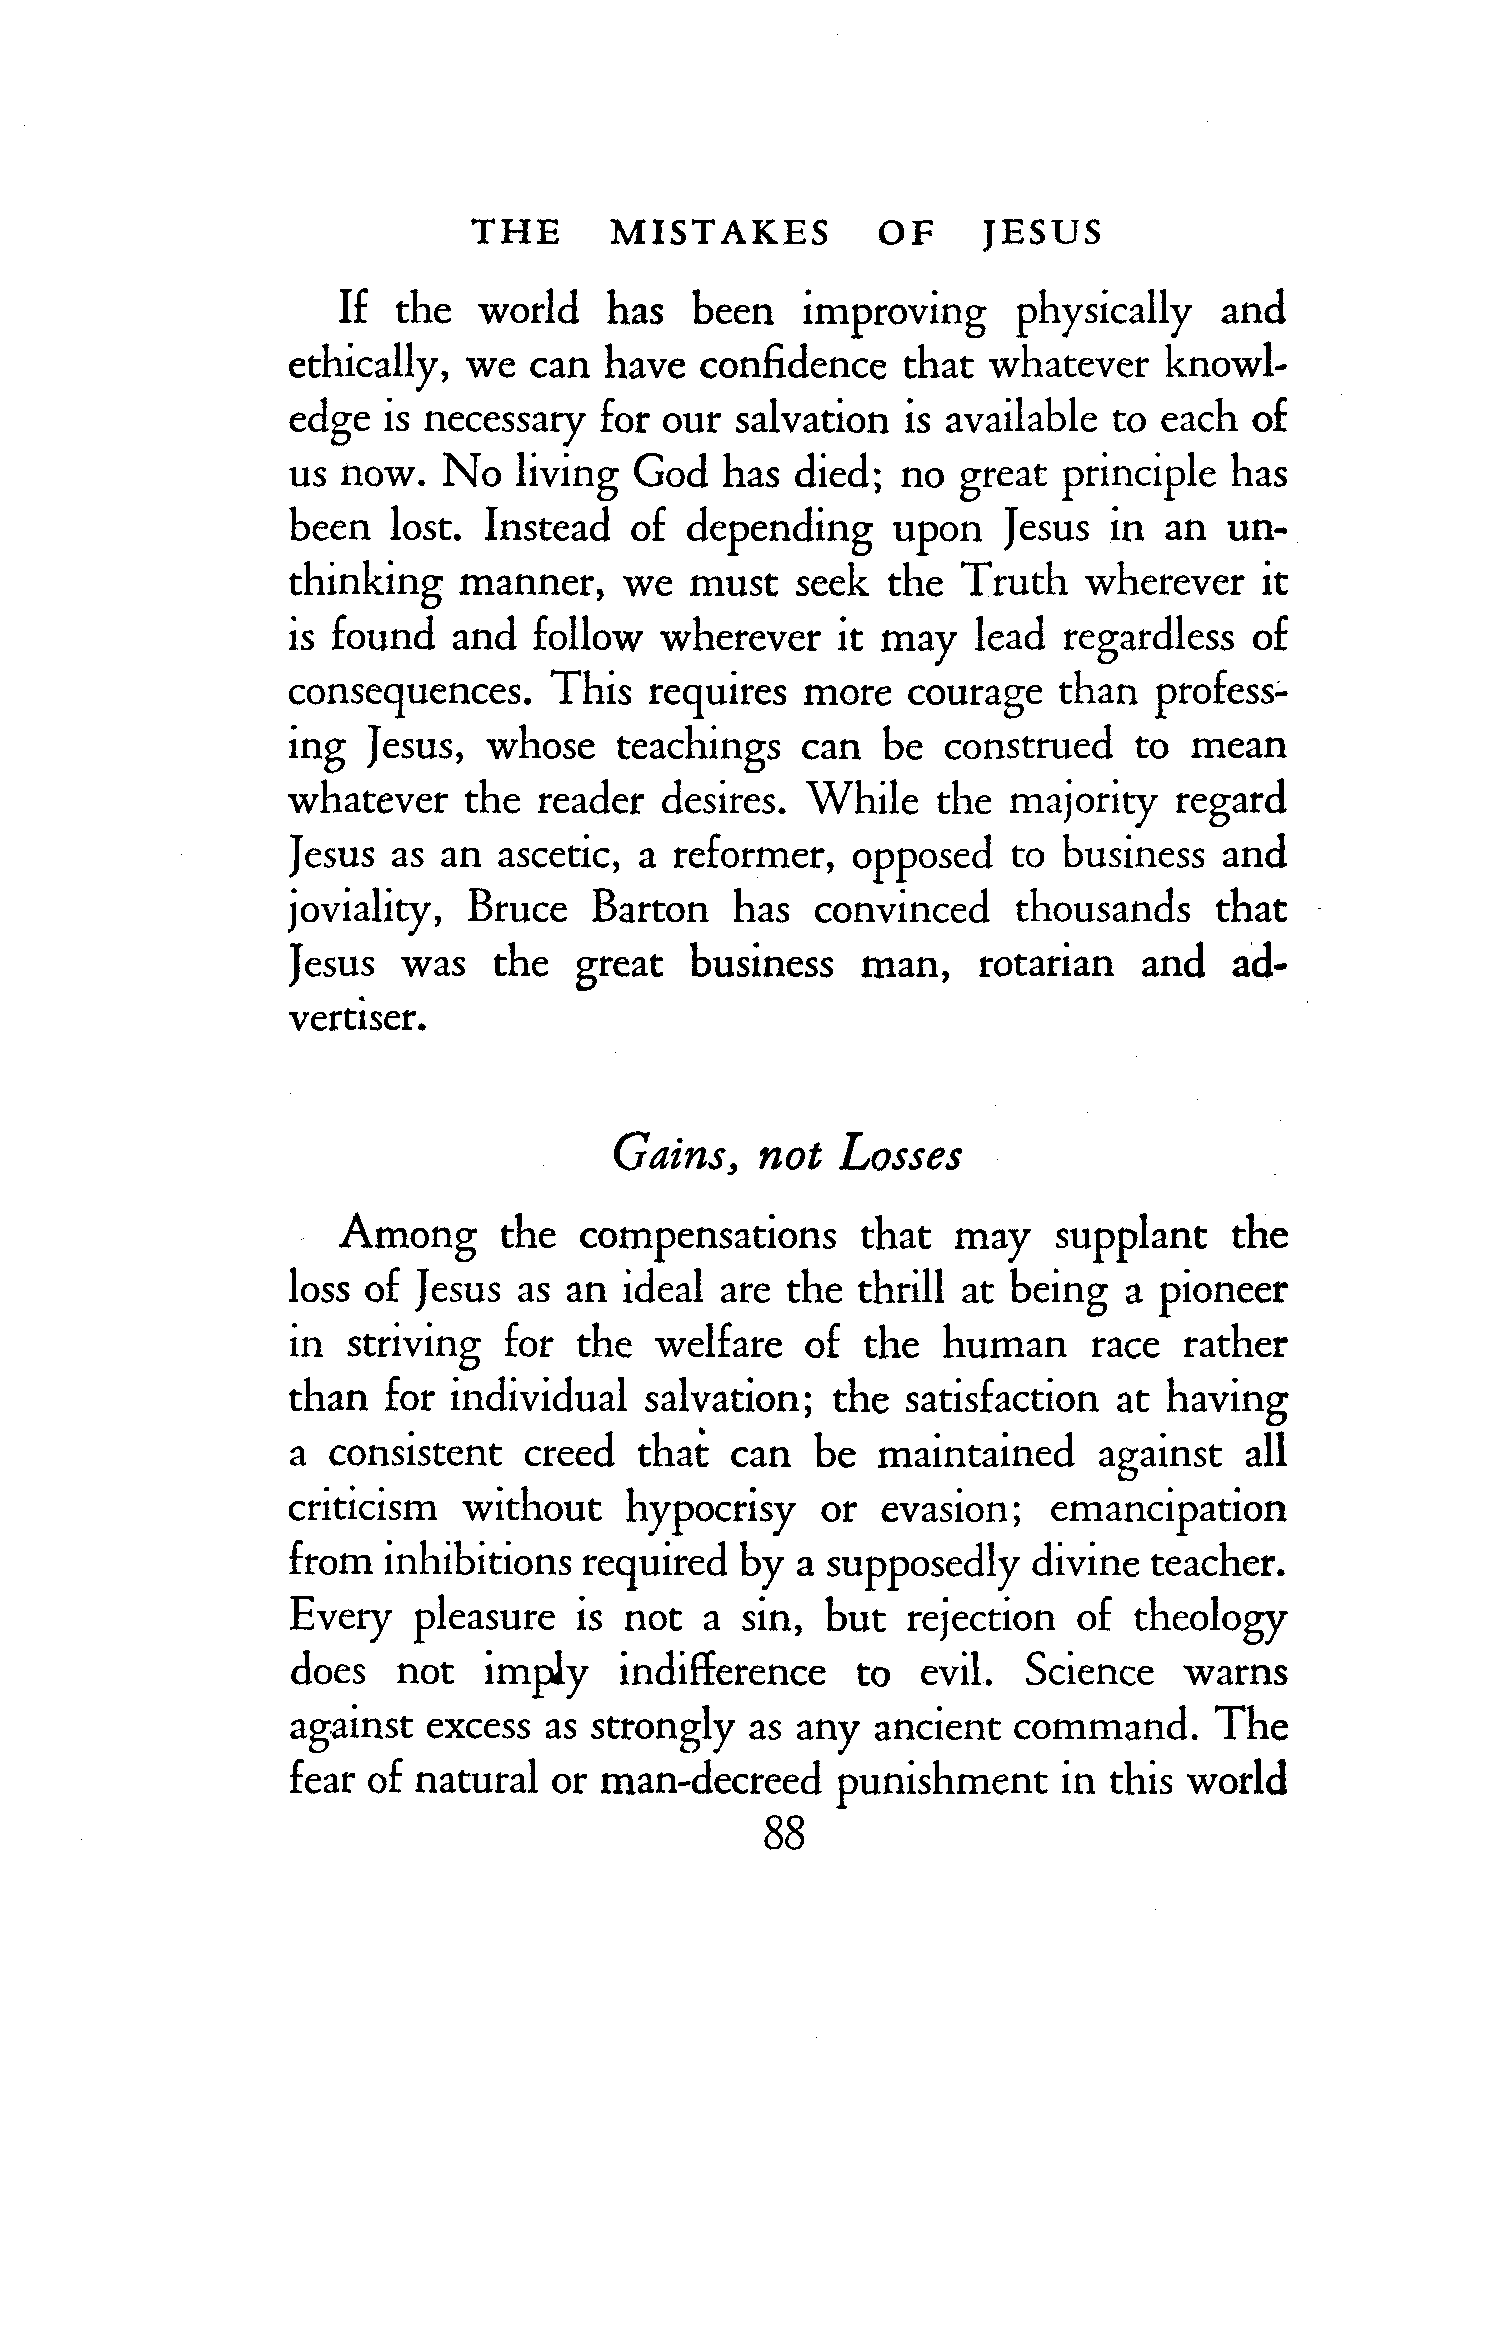 THE MISTAKES OF JESUS
If the world has been improving physically and
ethically, we can have confidence that whatever knowl-
edge is necessary for our salvation is available to each of
us now. No living God has died; no great principle has
been lost. Instead of depending upon Jesus in an un-
thinking manner, we must seek the Truth wherever it
is found and follow wherever it may lead regardless of
consequences. This requires more courage than profess-
ing Jesus, whose teachings can be construed to mean
whatever the reader desires. While the majority regard
Jesus as an ascetic, a reformer, opposed to business and
joviality, Bruce Barton has convinced thousands that
Jesus was the great business man, rotarian and ad-
vertiser.
Gains, not Losses
Among the compensations that may supplant the
loss of Jesus as an ideal are the thrill at being a pioneer
in striving for the welfare of the human race rather
than for individual salvation; the satisfaction at having
a consistent creed that can be maintained against all
criticism without hypocrisy or evasion; emancipation
from inhibitions required by a supposedly divine teacher.
Every pleasure is not a sin, but rejection of theology
does not imply indifference to evil. Science warns
against excess as strongly as any ancient command. The
fear of natural or man-decreed punishment in this world
88